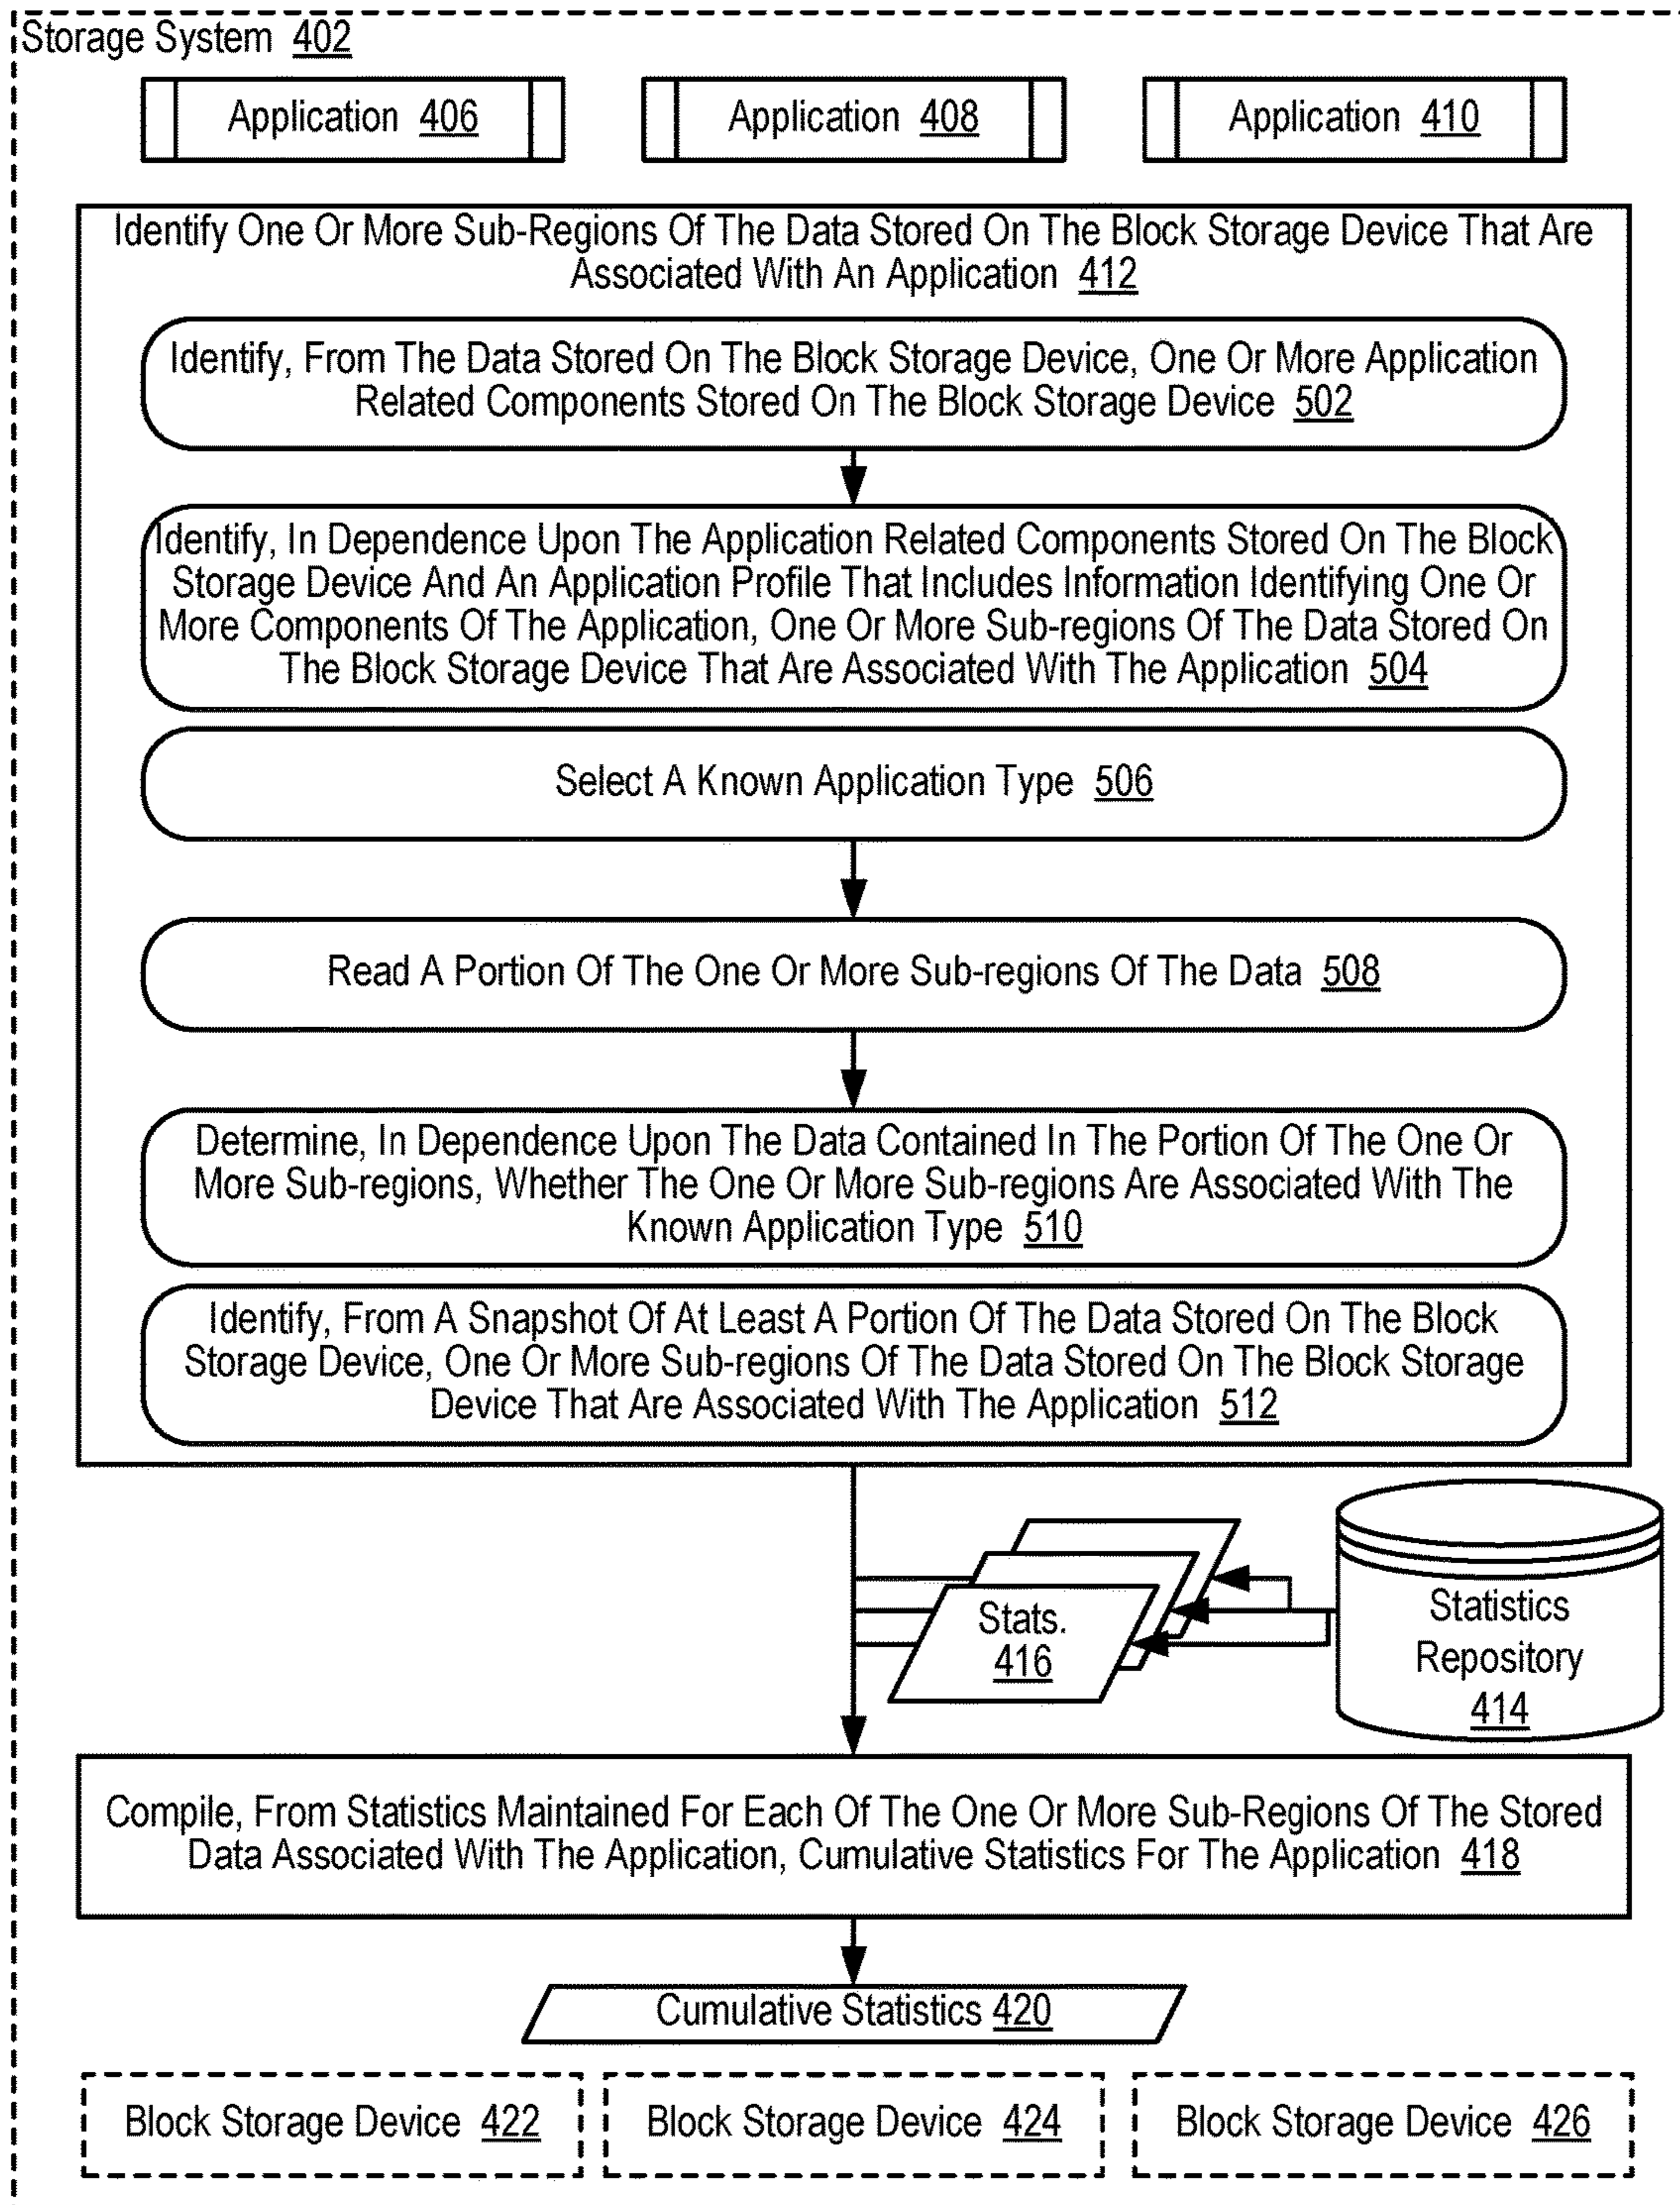 Storage System 402
Application 406
Application 408
Application 410
Identify One Or More Sub-Regions Of The Data Stored On The Block Storage Device That Are
Associated With An Application 412
Identify, From The Data Stored On The Block Storage Device, One Or More Application
Related Components Stored On The Block Storage Device 502
Identify, In Dependence Upon The Application Related Components Stored On The Block
Storage Device And An Application Profile That Includes Information Identifying One Or
More Components Of The Application, One Or More Sub-regions Of The Data Stored On
The Block Storage Device That Are Associated With The Application 504
Select A Known Application Type 506
Read A Portion Of The One Or More Sub-regions Of The Data 508
Determine, In Dependence Upon The Data Contained In The Portion Of The One Or
More Sub-regions, Whether The One Or More Sub-regions Are Associated With The
Known Application Type 510
Identify, From A Snapshot Of At Least A Portion Of The Data Stored On The Block
Storage Device, One Or More Sub-regions Of The Data Stored On The Block Storage
Device That Are Associated With The Application 512
Stats.
416
Statistics
Repository
414
Compile, From Statistics Maintained For Each Of The One Or More Sub-Regions Of The Stored
Data Associated With The Application, Cumulative Statistics For The Application 418
Cumulative Statistics 420
Block Storage Device 422
Block Storage Device 424
Block Storage Device 426